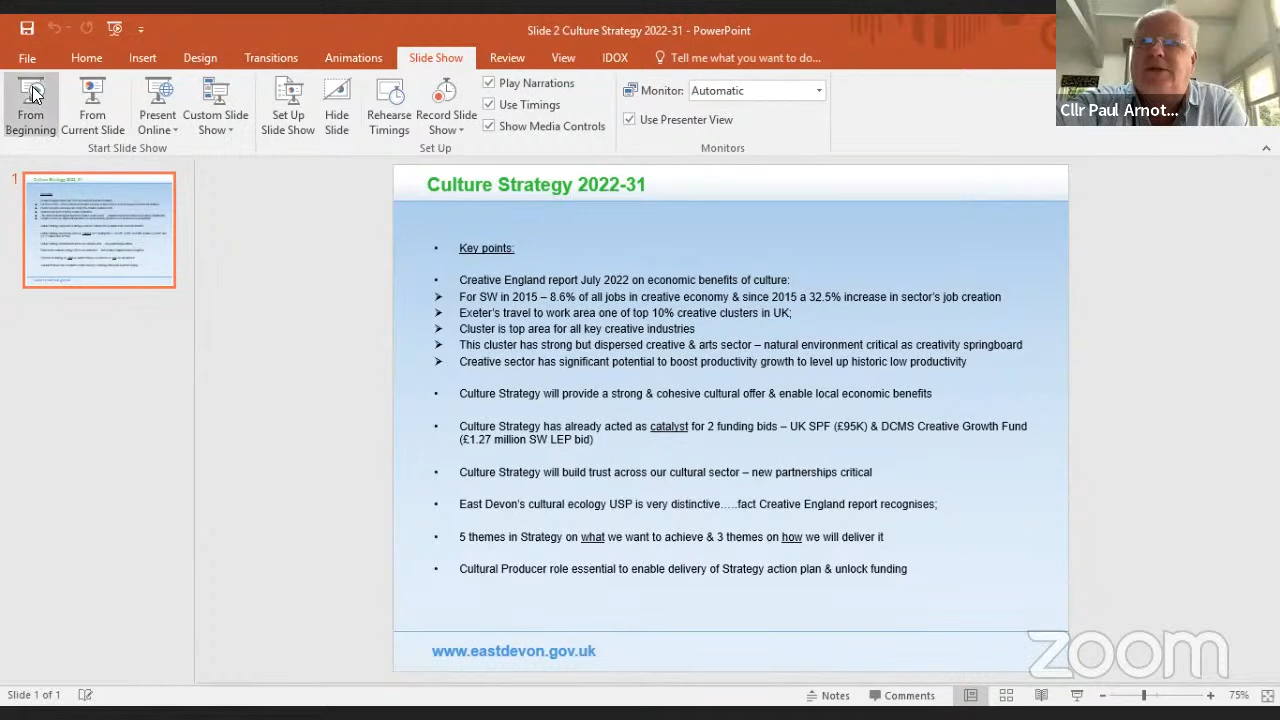 Slide 2 Culture Strategy 2022-31 - PowerPoint
File Home Insert Design Transitions Animations Slide Show Review View IDOX Tell me what you want to do...
From Beginning
From Current Slide
Present Online
Custom Slide Show
Start Slide Show
Set Up Slide Show
Hide Slide
Rehearse Timings
Record Slide Show
Play Narrations
Use Timings
Show Media Controls
Set Up
Monitor: Automatic
Use Presenter View
Monitors
Cllr Paul Arnot...
1
Culture Strategy 2022-31
Key points:
Creative England report July 2022 on economic benefits of culture:
For SW in 2015 – 8.6% of all jobs in creative economy & since 2015 a 32.5% increase in sector's job creation
Exeter's travel to work area one of top 10% creative clusters in UK;
Cluster is top area for all key creative industries
This cluster has strong but dispersed creative & arts sector – natural environment critical as creativity springboard
Creative sector has significant potential to boost productivity growth to level up historic low productivity
Culture Strategy will provide a strong & cohesive cultural offer & enable local economic benefits
Culture Strategy has already acted as catalyst for 2 funding bids – UK SPF (£95K) & DCMS Creative Growth Fund
(£1.27 million SW LEP bid)
Culture Strategy will build trust across our cultural sector – new partnerships critical
East Devon's cultural ecology USP is very distinctive.....fact Creative England report recognises;
5 themes in Strategy on what we want to achieve & 3 themes on how we will deliver it
Cultural Producer role essential to enable delivery of Strategy action plan & unlock funding
www.eastdevon.gov.uk
zoom
Slide 1 of 1
Notes
Comments
75%